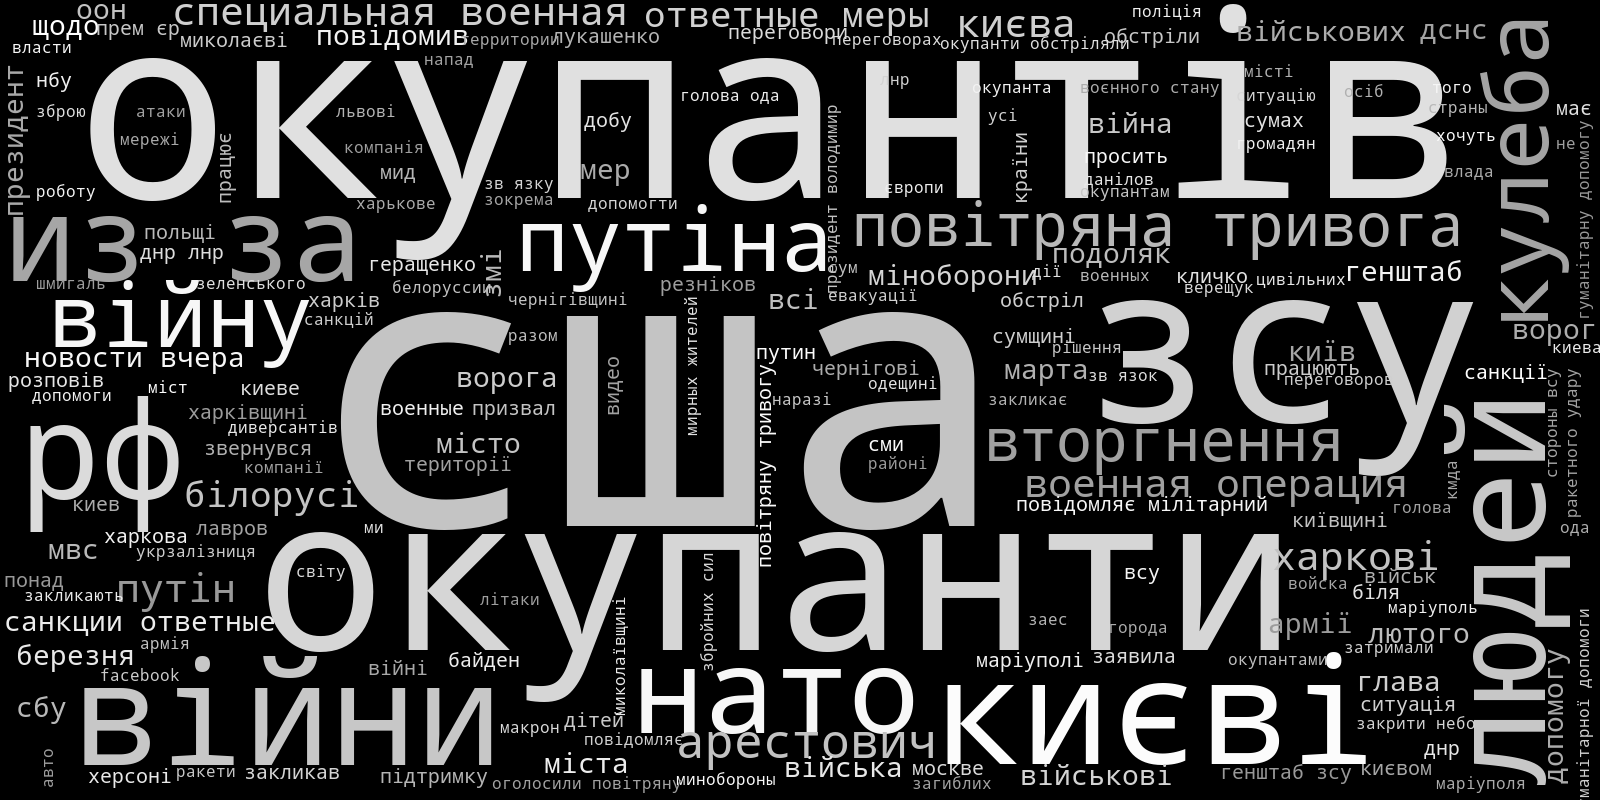 оон
специальная военная
ответные меры
києва
поліція
щодо
прем єр
миколаєві
повідомив
территории
лукашенко
переговори
переговорах
окупанти обстріляли
обстріли
військових
дснс
власти
президент
нбу
напад
зброю
атаки
мережі
працює
роботу
львові
компанія
мид
харькове
окупантів
голова ода
добу
мер
зв язку
зокрема
допомогти
президент володимир
лнр
окупанта
усі
воєнного стану
війна
просить
данілов
окупантам
країни
європи
місті
ситуацію
сумах
громадян
осіб
того
страны
хочуть
влада
кулеба
має
не
гуманітарну допомогу
из за
польщі
днр лнр
путіна
повітряна тривога
подоляк
шмигаль
зеленського
геращенко
змі
белоруссии
чернігівщині
резніков
всі
сум
евакуації
міноборони
дії
военных
кличко
верещук
цивільних
генштаб
війну
харків
санкцій
разом
обстріл
сумщині
рішення
зсу
ворог
киева
новости вчера
розповів
допомоги
міст
киеве
сша
ворога
военные
призвал
видео
мирных жителей
путин
чернігові
одещині
наразі
повітряну тривогу
марта
зв язок
закликає
київ
працюють
переговоров
санкції
рф
харківщині
диверсантів
звернувся
компанії
місто
території
сми
районі
вторгнення
людей
стороны всу
ракетного удару
киев
білорусі
военная операция
кмда
повідомляє мілітарний
голова
київщині
ода
харкова
лавров
ми
мвс
укрзалізниця
окупанти
харкові
понад
закликають
путін
світу
літаки
збройних сил
всу
войска
військ
біля
маріуполь
санкции ответные
армія
заес
города
армії
лютого
затримали
березня
facebook
війни
війні
байден
миколаївщині
нато
маріуполі
заявила
києві
окупантами
глава
ситуація
закрити небо
допомогу
манітарної допомоги
сбу
макрон
дітей
повідомляє
арестович
днр
авто
херсоні
ракети
закликав
підтримку
міста
оголосили повітряну
минобороны
війська
москве
загиблих
військові
генштаб зсу
києвом
маріуполя